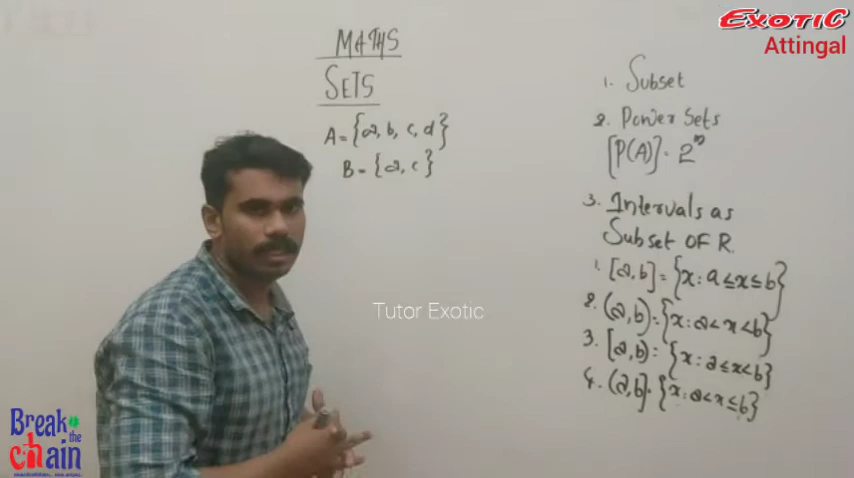 EXOTIC
Attingal
MATHS
SETS
A = {a, b, c, d}
B = {a, c}
1. Subset
2. Power Sets
[P(A)] = 2^n
3. Intervals as
Subset OF R.
1. [a, b] = {x : a ≤ x ≤ b}
2. (a, b) = {x : a < x < b}
3. [a, b) = {x : a ≤ x < b}
4. (a, b] = {x : a < x ≤ b}
Tutor Exotic
Break
the
chain